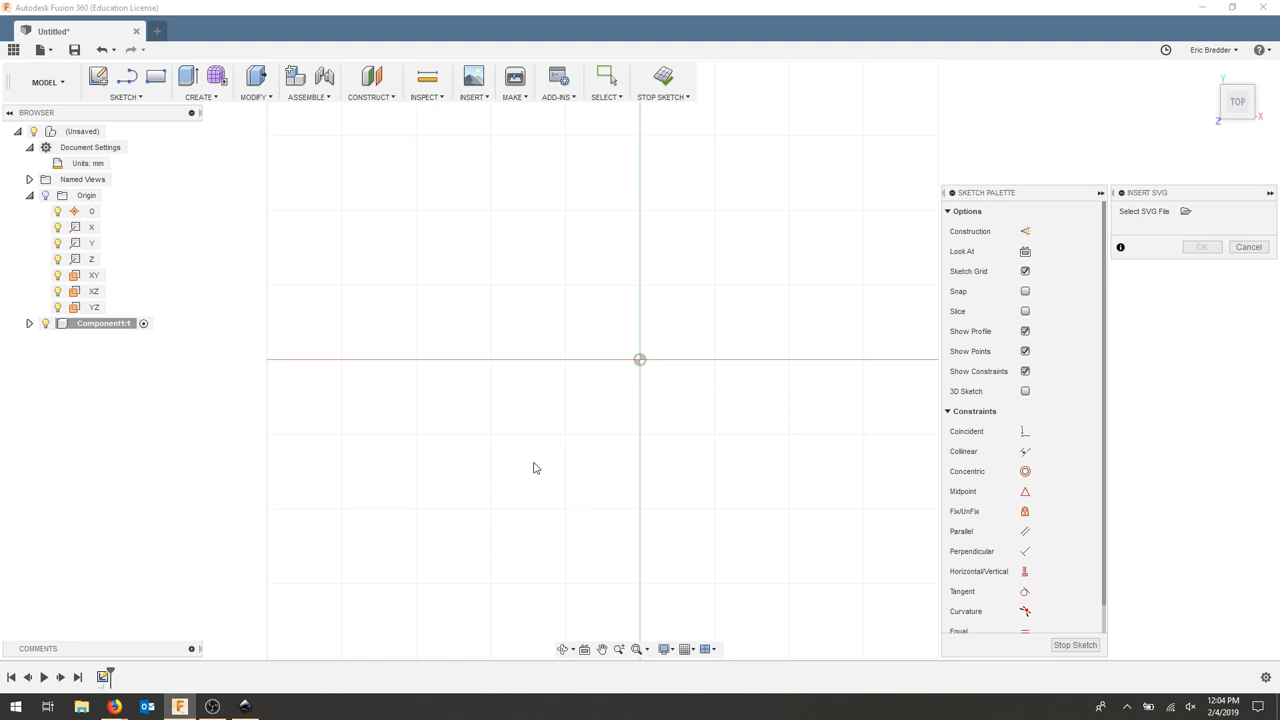 Autodesk Fusion 360 (Education License)
Untitled*
Eric Bredder
MODEL
SKETCH
CREATE
MODIFY
ASSEMBLE
CONSTRUCT
INSPECT
INSERT
MAKE
ADD-INS
SELECT
STOP SKETCH
BROWSER
(Unsaved)
Document Settings
Units: mm
Named Views
Origin
O
X
Y
Z
XY
XZ
YZ
Component1:1
Y
TOP
X
Z
SKETCH PALETTE
Options
Construction
Look At
Sketch Grid
Snap
Slice
Show Profile
Show Points
Show Constraints
3D Sketch
Constraints
Coincident
Collinear
Concentric
Midpoint
Fix/UnFix
Parallel
Perpendicular
Horizontal/Vertical
Tangent
Curvature
Equal
Stop Sketch
INSERT SVG
Select SVG File
OK
Cancel
COMMENTS
12:04 PM
2/4/2019